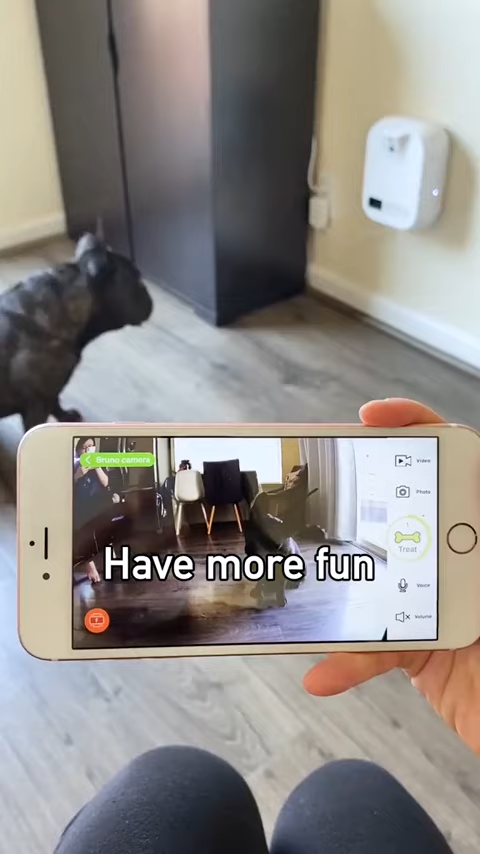 Bruno camera
Video
Photo
Treat
Have more fun
Voice
Volume